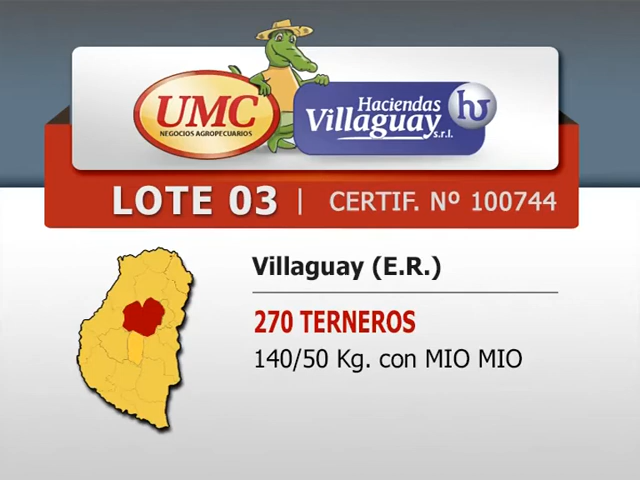 UMC
NEGOCIOS AGROPECUARIOS
Haciendas
Villaguay
s.r.l.
hv
LOTE 03 | CERTIF. Nº 100744
Villaguay (E.R.)
270 TERNEROS
140/50 Kg. con MIO MIO